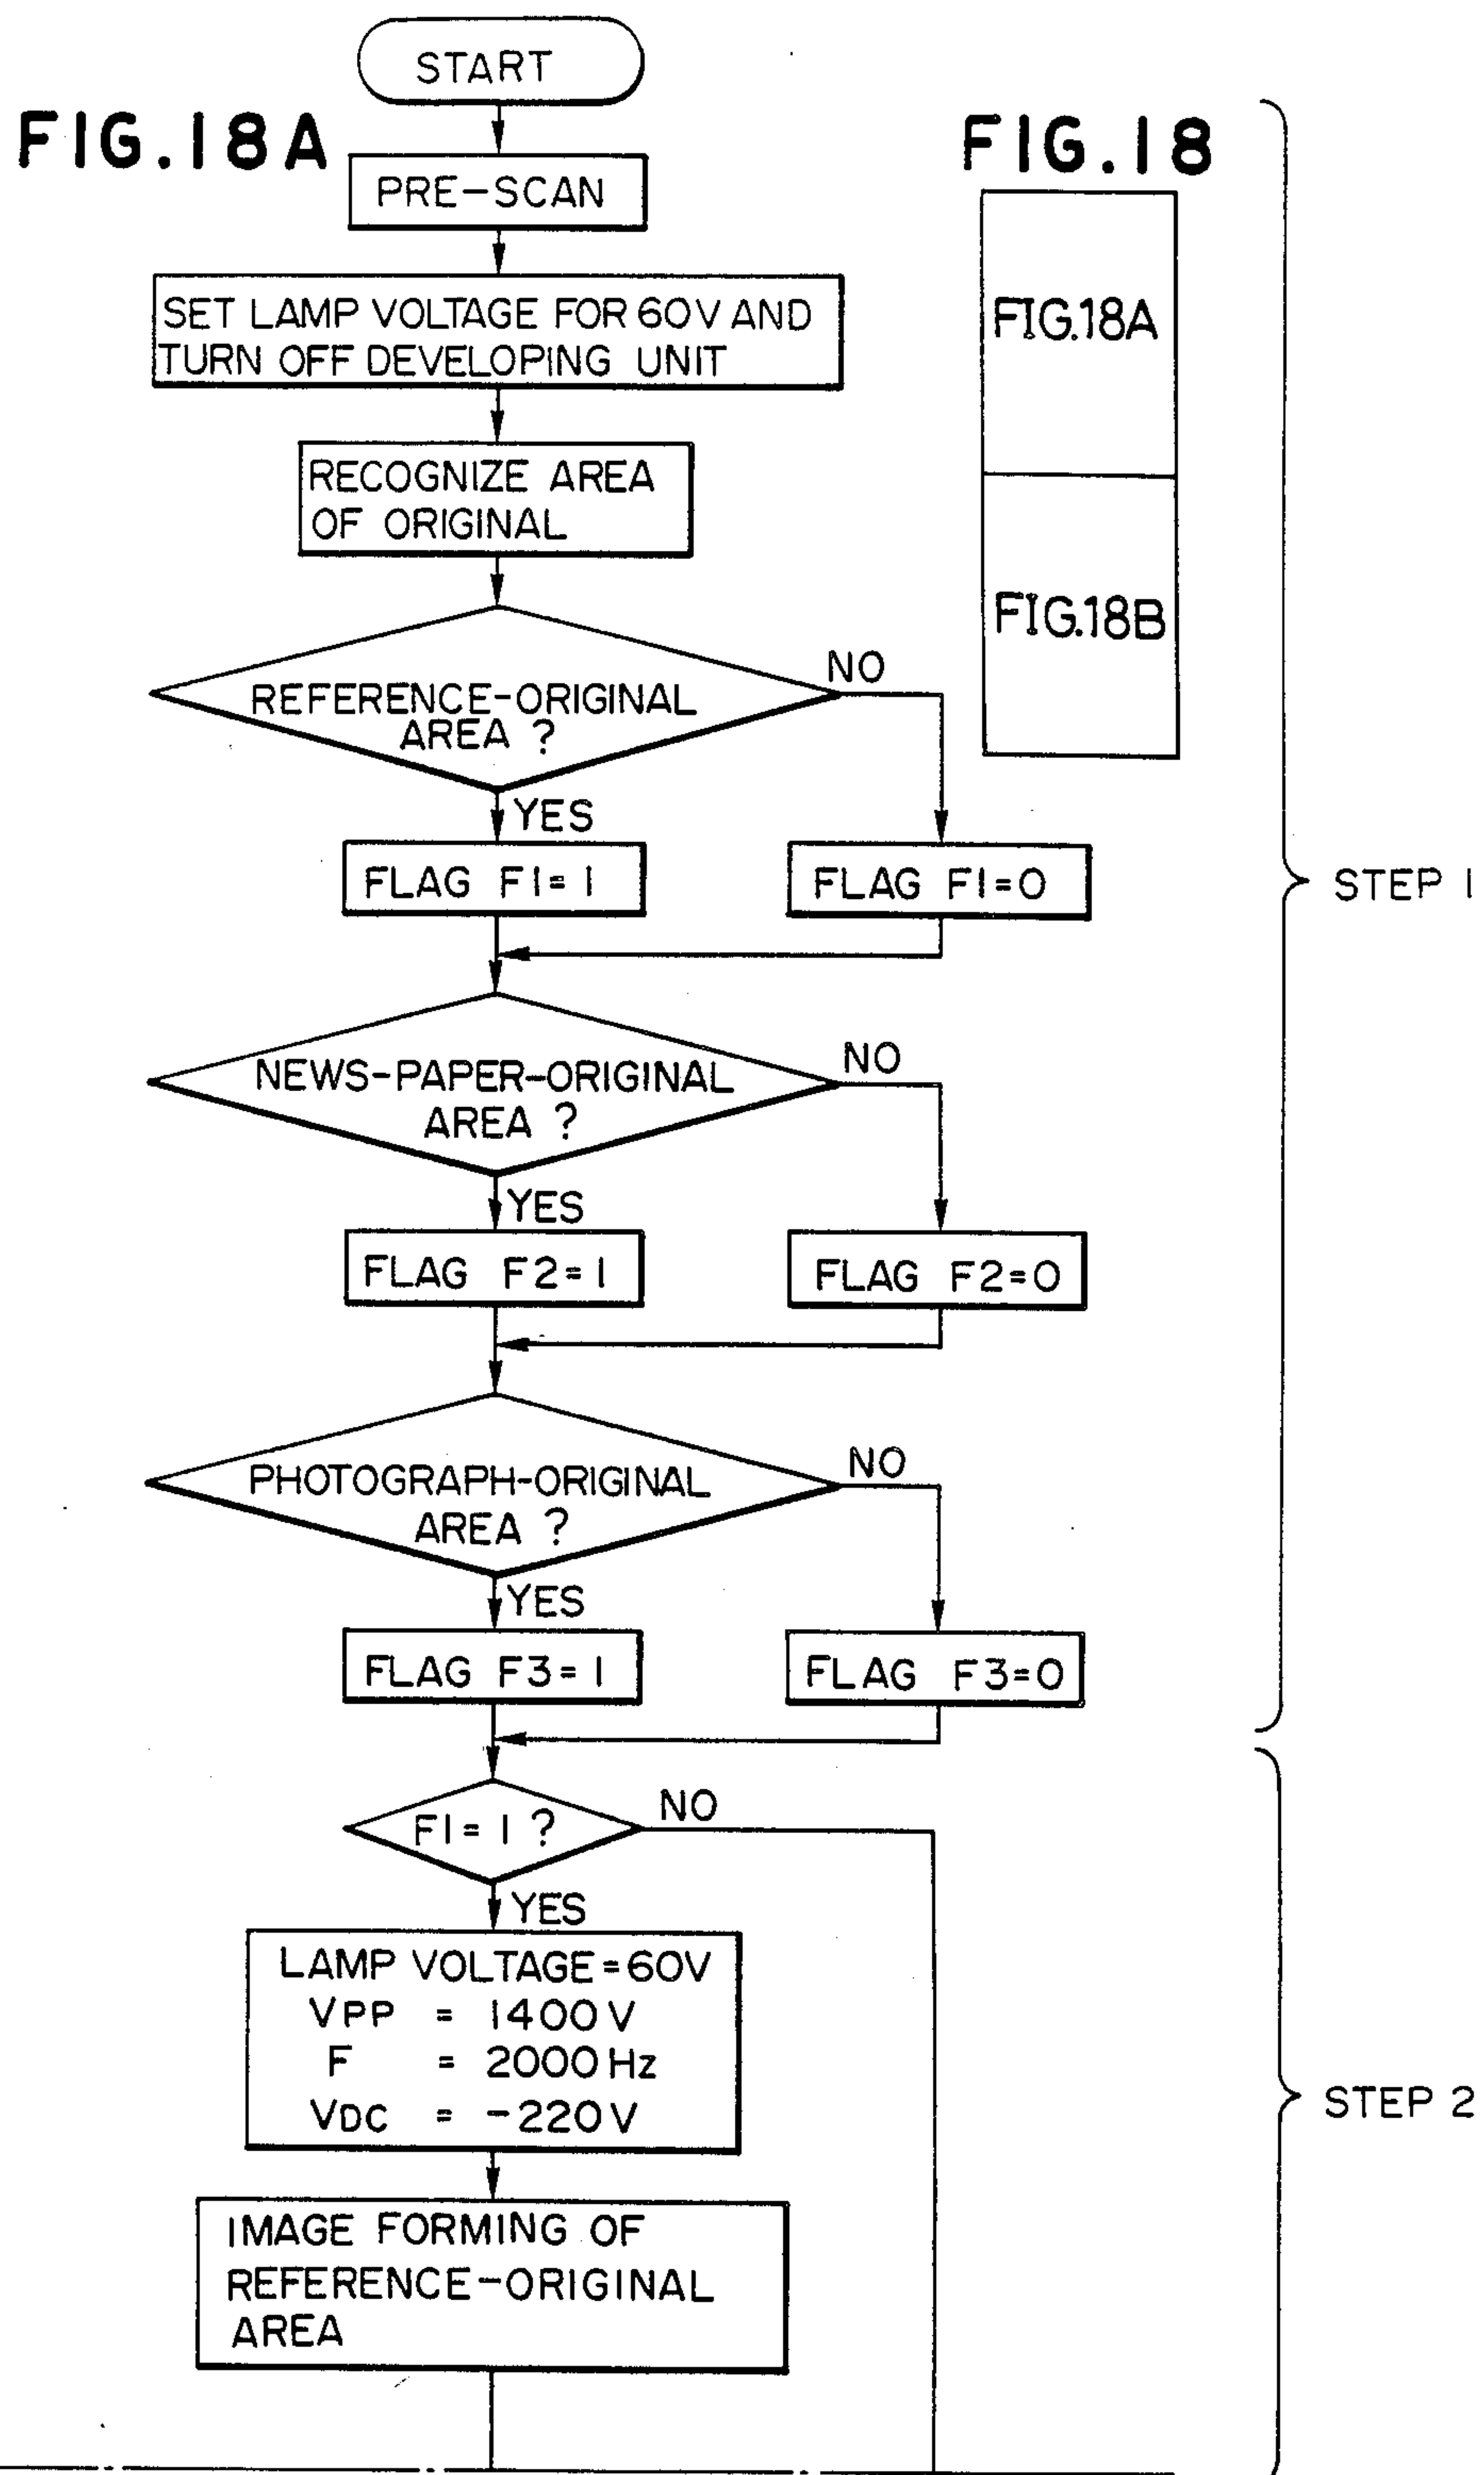 START
FIG.18A
FIG.18
PRE-SCAN
SET LAMP VOLTAGE FOR 60V AND
TURN OFF DEVELOPING UNIT
FIG.18A
RECOGNIZE AREA
OF ORIGINAL
FIG.18B
REFERENCE-ORIGINAL
AREA ?
NO
YES
FLAG F1=1
FLAG F1=0
STEP 1
NEWS-PAPER-ORIGINAL
AREA ?
NO
YES
FLAG F2=1
FLAG F2=0
PHOTOGRAPH-ORIGINAL
AREA ?
NO
YES
FLAG F3=1
FLAG F3=0
F1=1 ?
NO
YES
LAMP VOLTAGE=60V
VPP = 1400V
F = 2000Hz
VDC = -220V
STEP 2
IMAGE FORMING OF
REFERENCE-ORIGINAL
AREA